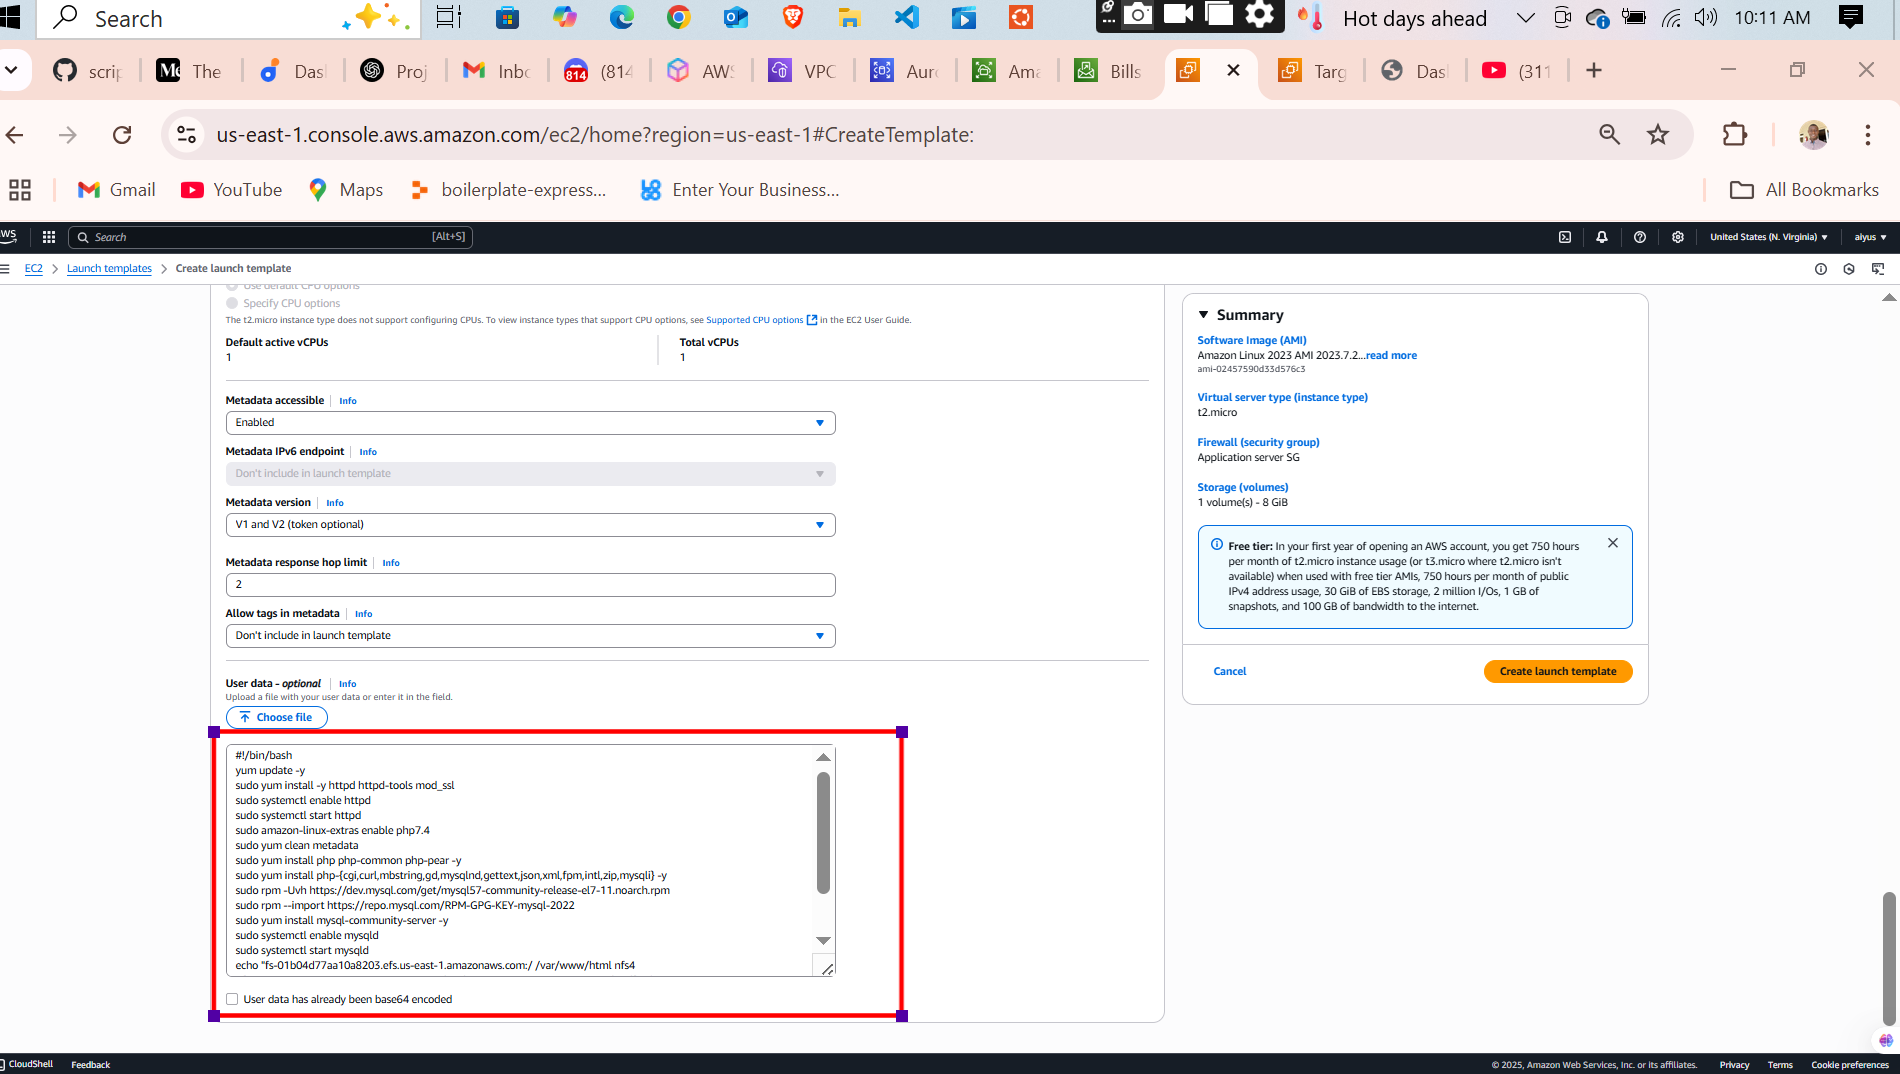 Search
Hot days ahead
10:11 AM
scrip
The
Dash
Proj
Inbo
814
(814
AWS
VPC
Auro
Ama
Bills
Targ
Dash
(311
us-east-1.console.aws.amazon.com/ec2/home?region=us-east-1#CreateTemplate:
Gmail
YouTube
Maps
boilerplate-express...
Enter Your Business...
All Bookmarks
Search
[Alt+S]
United States (N. Virginia)
aiyus
EC2
Launch templates
Create launch template
Use default CPU options
Specify CPU options
The t2.micro instance type does not support configuring CPUs. To view instance types that support CPU options, see Supported CPU options in the EC2 User Guide.
Default active vCPUs
1
Total vCPUs
1
Metadata accessible Info
Enabled
Metadata IPv6 endpoint Info
Don't include in launch template
Metadata version Info
V1 and V2 (token optional)
Metadata response hop limit Info
2
Allow tags in metadata Info
Don't include in launch template
User data - optional Info
Upload a file with your user data or enter it in the field.
Choose file
#!/bin/bash
yum update -y
sudo yum install -y httpd httpd-tools mod_ssl
sudo systemctl enable httpd
sudo systemctl start httpd
sudo amazon-linux-extras enable php7.4
sudo yum clean metadata
sudo yum install php php-common php-pear -y
sudo yum install php-{cgi,curl,mbstring,gd,mysqlnd,gettext,json,xml,fpm,intl,zip,mysqli} -y
sudo rpm -Uvh https://dev.mysql.com/get/mysql57-community-release-el7-11.noarch.rpm
sudo rpm --import https://repo.mysql.com/RPM-GPG-KEY-mysql-2022
sudo yum install mysql-community-server -y
sudo systemctl enable mysqld
sudo systemctl start mysqld
echo "fs-01b04d77aa10a8203.efs.us-east-1.amazonaws.com:/ /var/www/html nfs4
User data has already been base64 encoded
Summary
Software Image (AMI)
Amazon Linux 2023 AMI 2023.7.2...read more
ami-02457590d33d576c3
Virtual server type (instance type)
t2.micro
Firewall (security group)
Application server SG
Storage (volumes)
1 volume(s) - 8 GiB
Free tier: In your first year of opening an AWS account, you get 750 hours
per month of t2.micro instance usage (or t3.micro where t2.micro isn't
available) when used with free tier AMIs, 750 hours per month of public
IPv4 address usage, 30 GiB of EBS storage, 2 million I/Os, 1 GB of
snapshots, and 100 GB of bandwidth to the internet.
Cancel
Create launch template
CloudShell
Feedback
© 2025, Amazon Web Services, Inc. or its affiliates.
Privacy
Terms
Cookie preferences